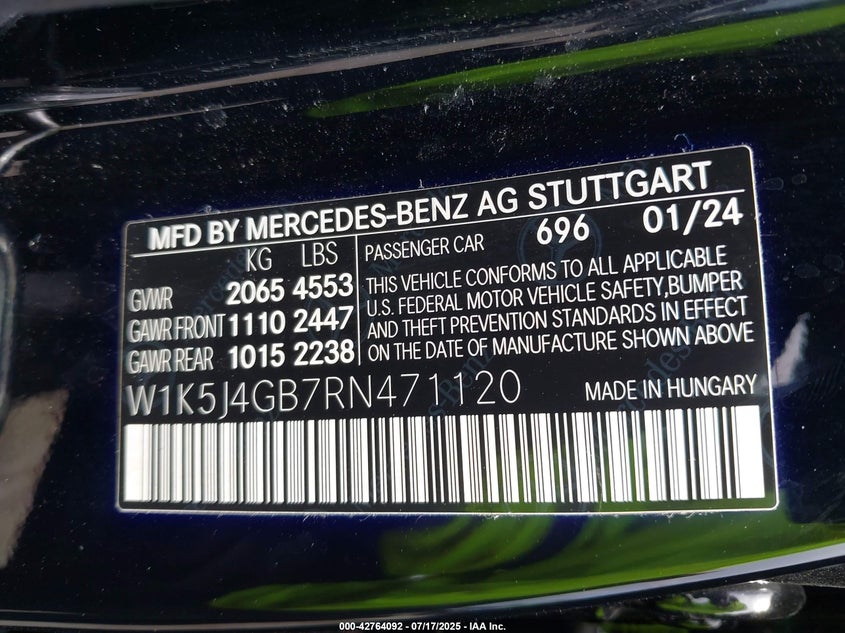 MFD BY MERCEDES-BENZ AG STUTTGART
KG LBS
GVWR 2065 4553
GAWR FRONT 1110 2447
GAWR REAR 1015 2238
PASSENGER CAR 696 01/24
THIS VEHICLE CONFORMS TO ALL APPLICABLE
U.S. FEDERAL MOTOR VEHICLE SAFETY,BUMPER
AND THEFT PREVENTION STANDARDS IN EFFECT
ON THE DATE OF MANUFACTURE SHOWN ABOVE
W1K5J4GB7RN471120 MADE IN HUNGARY
000-42764092 - 07/17/2025 - IAA Inc.